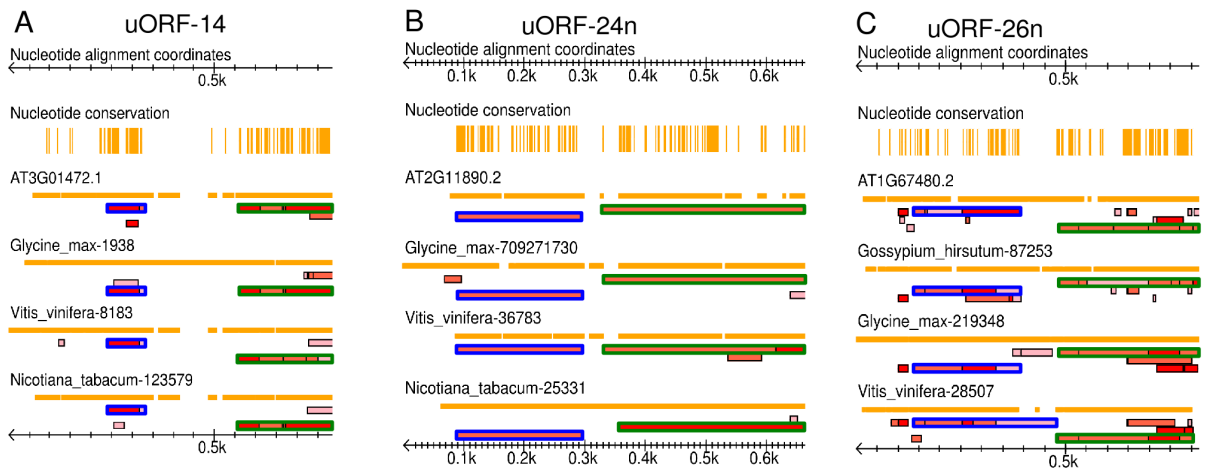 A
uORF-14
Nucleotide alignment coordinates
0.5k
Nucleotide conservation
AT3G01472.1
Glycine_max-1938
Vitis_vinifera-8183
Nicotiana_tabacum-123579
0.5k
B
uORF-24n
Nucleotide alignment coordinates
0.1k 0.2k 0.3k 0.4k 0.5k 0.6k
Nucleotide conservation
AT2G11890.2
Glycine_max-709271730
Vitis_vinifera-36783
Nicotiana_tabacum-25331
0.1k 0.2k 0.3k 0.4k 0.5k 0.6k
C
uORF-26n
Nucleotide alignment coordinates
0.5k
Nucleotide conservation
AT1G67480.2
Gossypium_hirsutum-87253
Glycine_max-219348
Vitis_vinifera-28507
0.5k